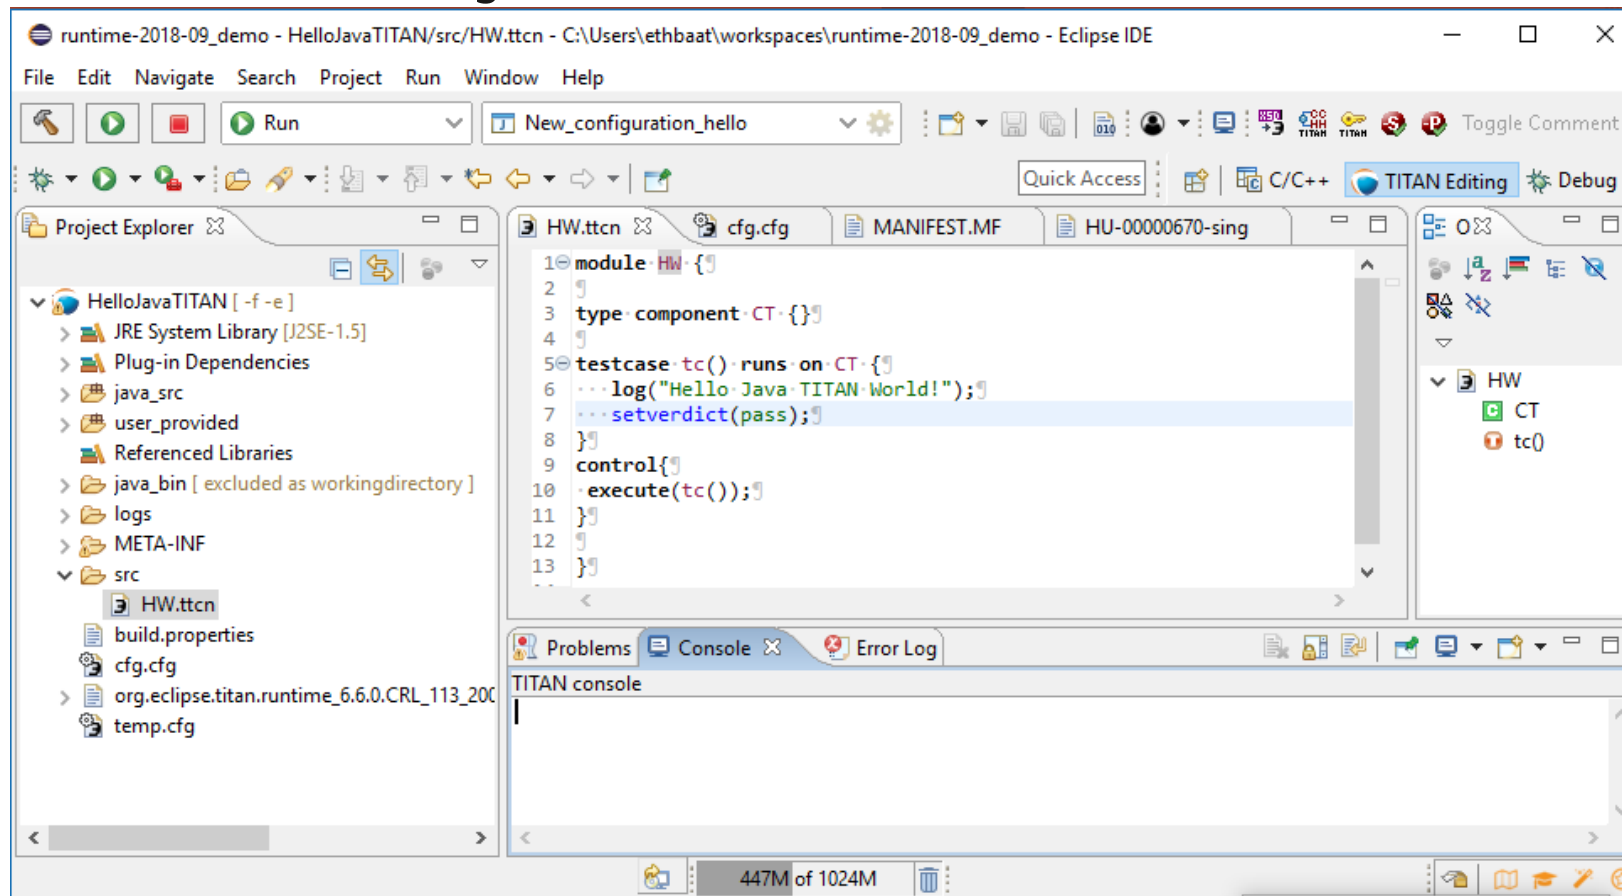 runtime-2018-09_demo - HelloJavaTITAN/src/HW.ttcn - C:\Users\ethbaat\workspaces\runtime-2018-09_demo - Eclipse IDE
File Edit Navigate Search Project Run Window Help
Run New_configuration_hello Toggle Comment
Quick Access C/C++ TITAN Editing Debug
Project Explorer
HelloJavaTITAN [ -f -e ]
JRE System Library [J2SE-1.5]
Plug-in Dependencies
java_src
user_provided
Referenced Libraries
java_bin [ excluded as workingdirectory ]
logs
META-INF
src
HW.ttcn
build.properties
cfg.cfg
org.eclipse.titan.runtime_6.6.0.CRL_113_200
temp.cfg
HW.ttcn cfg.cfg MANIFEST.MF HU-00000670-sing
1 module HW {
2
3 type component CT {}
4
5 testcase tc() runs on CT {
6 log("Hello Java TITAN World!");
7 setverdict(pass);
8 }
9 control{
10 execute(tc());
11 }
12
13 }
O
HW
CT
tc()
Problems Console Error Log
TITAN console
447M of 1024M